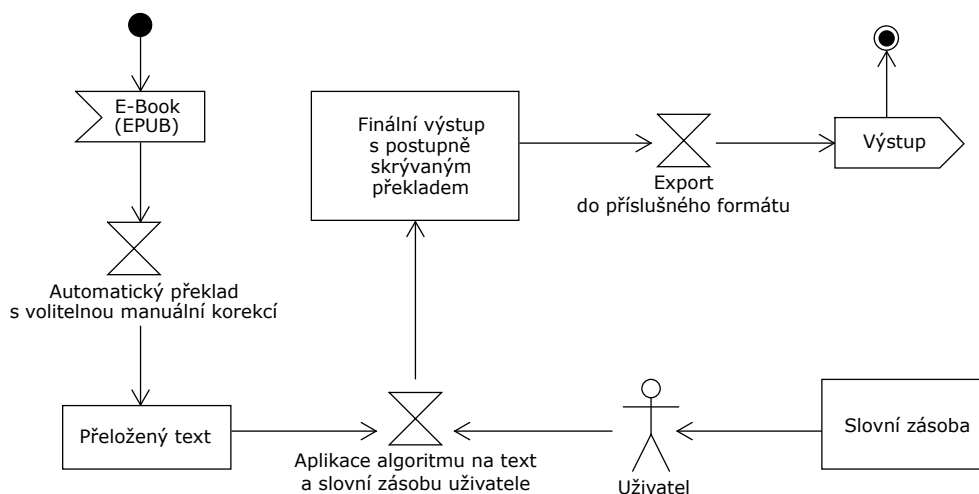 E-Book
(EPUB)
Automatický překlad
s volitelnou manuální korekcí
Přeložený text
Aplikace algoritmu na text
a slovní zásobu uživatele
Uživatel
Slovní zásoba
Finální výstup
s postupně
skrývaným
překladem
Export
do příslušného formátu
Výstup